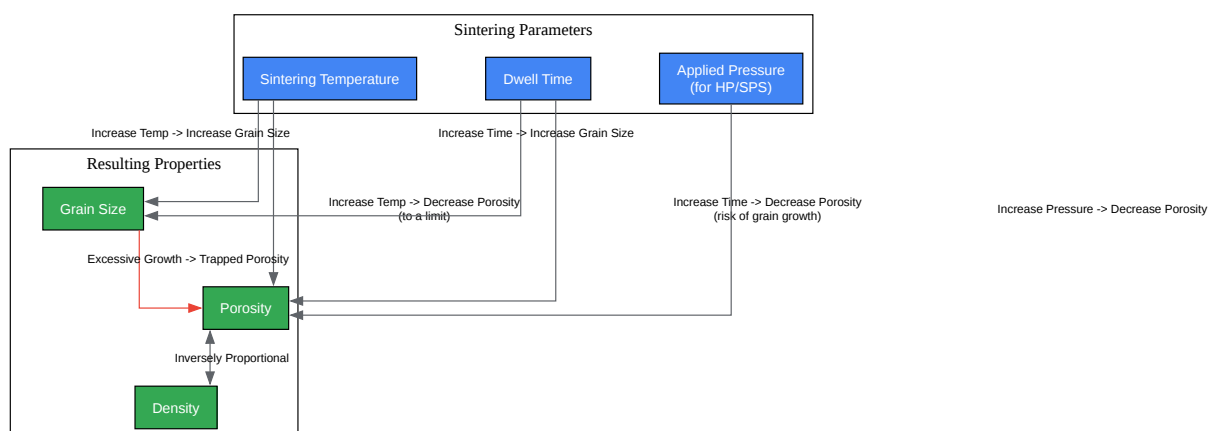 Sintering Parameters
Sintering Temperature
Dwell Time
Applied Pressure
(for HP/SPS)
Increase Temp -> Increase Grain Size
Increase Time -> Increase Grain Size
Resulting Properties
Grain Size
Increase Temp -> Decrease Porosity
(to a limit)
Increase Time -> Decrease Porosity
(risk of grain growth)
Increase Pressure -> Decrease Porosity
Excessive Growth -> Trapped Porosity
Porosity
Inversely Proportional
Density